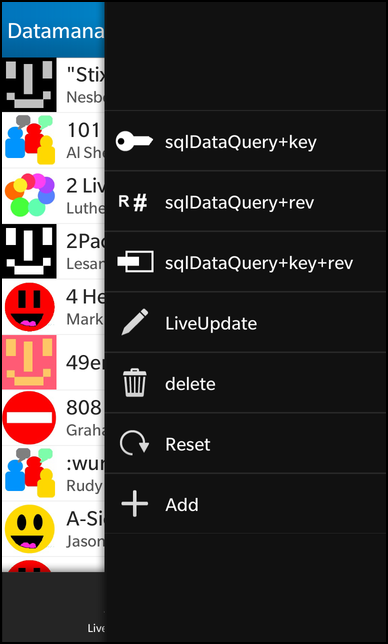 Datamana
"Stix
Nesbo
101
Al She
2 Liv
Luthe
2Pac
Lesan
4 He
Mark
49er
808
Graha
:wur
Rudy
A-Si
Jason
Live
sqlDataQuery+key
R# sqlDataQuery+rev
sqlDataQuery+key+rev
LiveUpdate
delete
Reset
Add